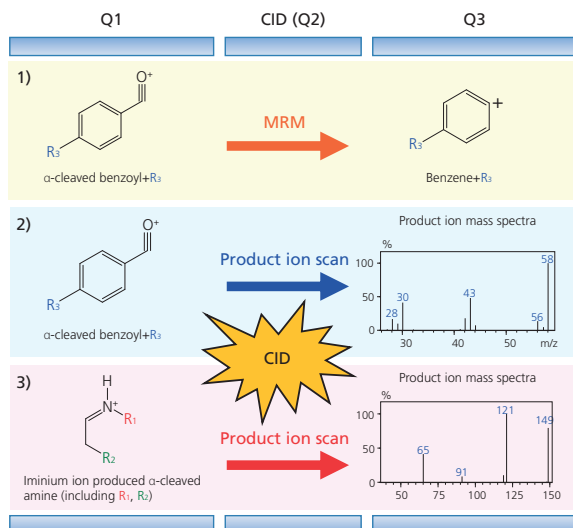 Q1 CID (Q2) Q3
1)
O+
C
R3
α-cleaved benzoyl+R3
MRM
+
R3
Benzene+R3
2)
O+
C
R3
α-cleaved benzoyl+R3
Product ion scan
Product ion mass spectra
%
100
50
0
28
30
43
56
58
30
40
50
m/z
CID
3)
H
N+
R1
R2
Iminium ion produced α-cleaved
amine (including R1, R2)
Product ion scan
Product ion mass spectra
%
100
50
0
65
91
121
149
50
75
100
125
150